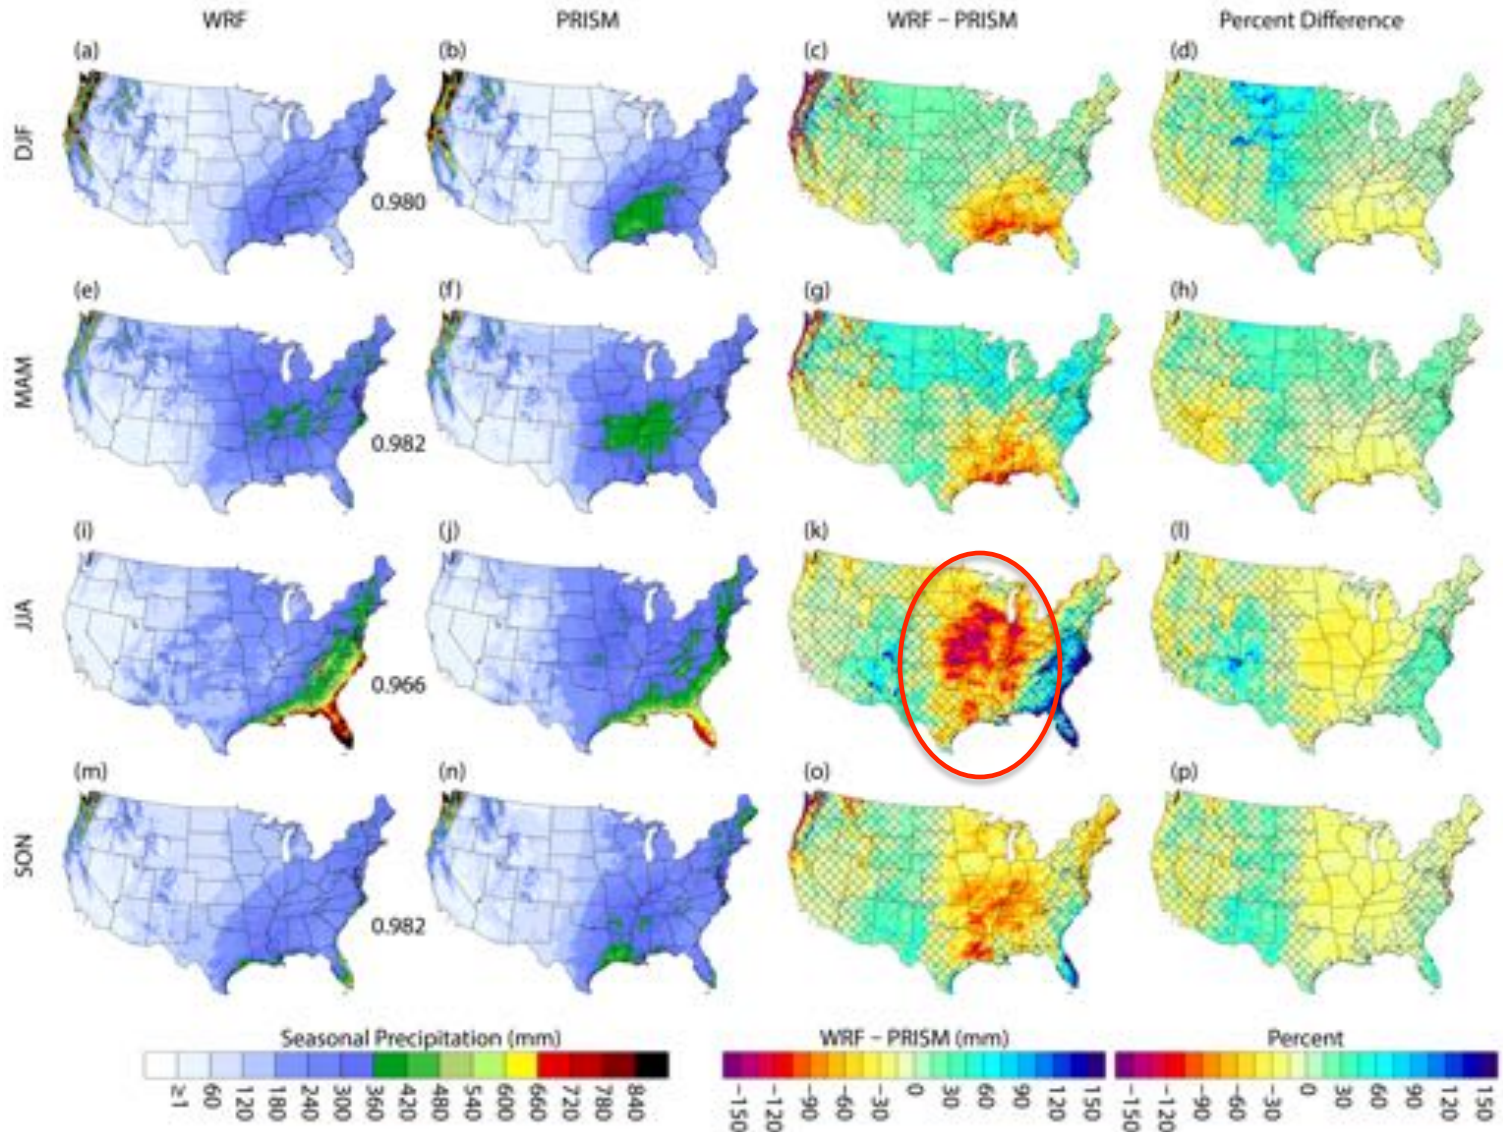 WRF PRISM WRF – PRISM Percent Difference
(a) (b) (c) (d)
DJF
0.980
(e) (f) (g) (h)
MAM
0.982
(i) (j) (k) (l)
JJA
0.966
(m) (n) (o) (p)
SON
0.982
Seasonal Precipitation (mm) WRF – PRISM (mm) Percent
≥1 60 120 180 240 300 360 420 480 540 600 660 720 780 840
−150 −120 −90 −60 −30 0 30 60 90 120 150
−150 −120 −90 −60 −30 0 30 60 90 120 150